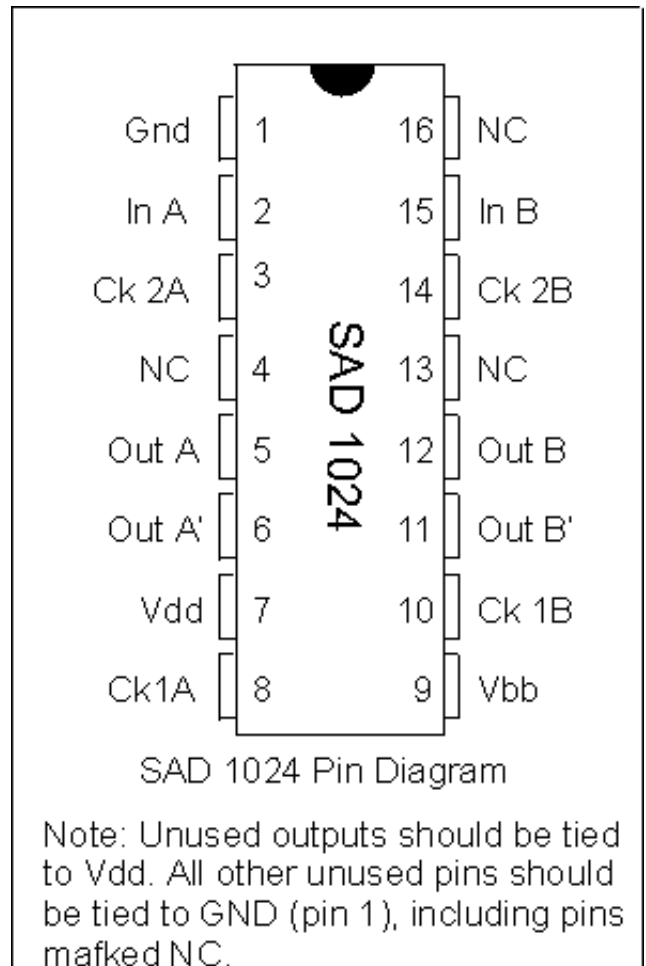 Gnd 1 16 NC
In A 2 15 In B
Ck 2A 3 14 Ck 2B
NC 4 13 NC
Out A 5 12 Out B
Out A' 6 11 Out B'
Vdd 7 10 Ck 1B
Ck1A 8 9 Vbb
SAD 1024
SAD 1024 Pin Diagram
Note: Unused outputs should be tied
to Vdd. All other unused pins should
be tied to GND (pin 1), including pins
mafked NC.